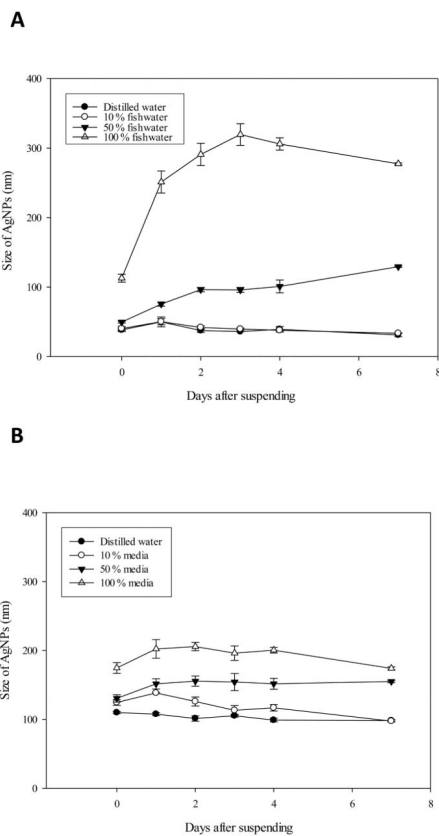 A
400
300
200
100
0
Size of AgNPs (nm)
Distilled water
10 % fishwater
50 % fishwater
100 % fishwater
0 2 4 6 8
Days after suspending
B
400
300
200
100
0
Size of AgNPs (nm)
Distilled water
10 % media
50 % media
100 % media
0 2 4 6 8
Days after suspending